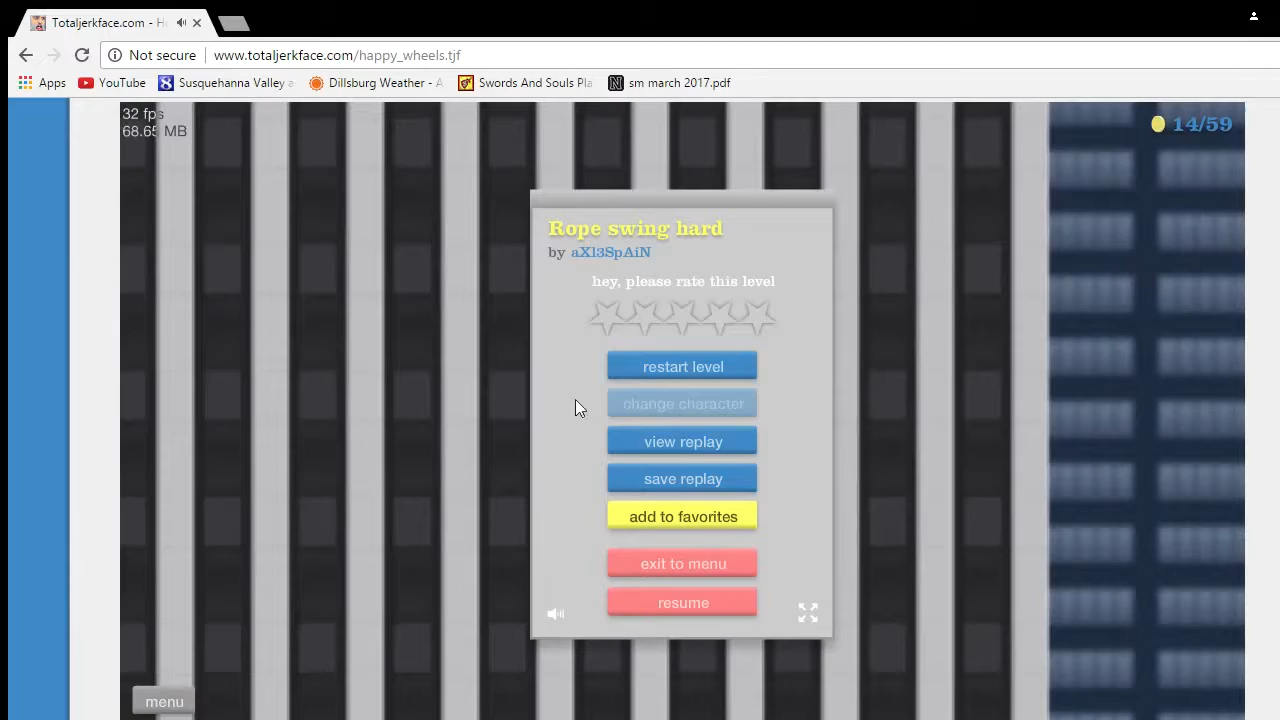 Totaljerkface.com - H
Not secure
www.totaljerkface.com/happy_wheels.tjf
Apps
YouTube
Susquehanna Valley
Dillsburg Weather - A
Swords And Souls Pla
sm march 2017.pdf
32 fps
68.65 MB
14/59
Rope swing hard
by aXl3SpAiN
hey, please rate this level
restart level
change character
view replay
save replay
add to favorites
exit to menu
resume
menu